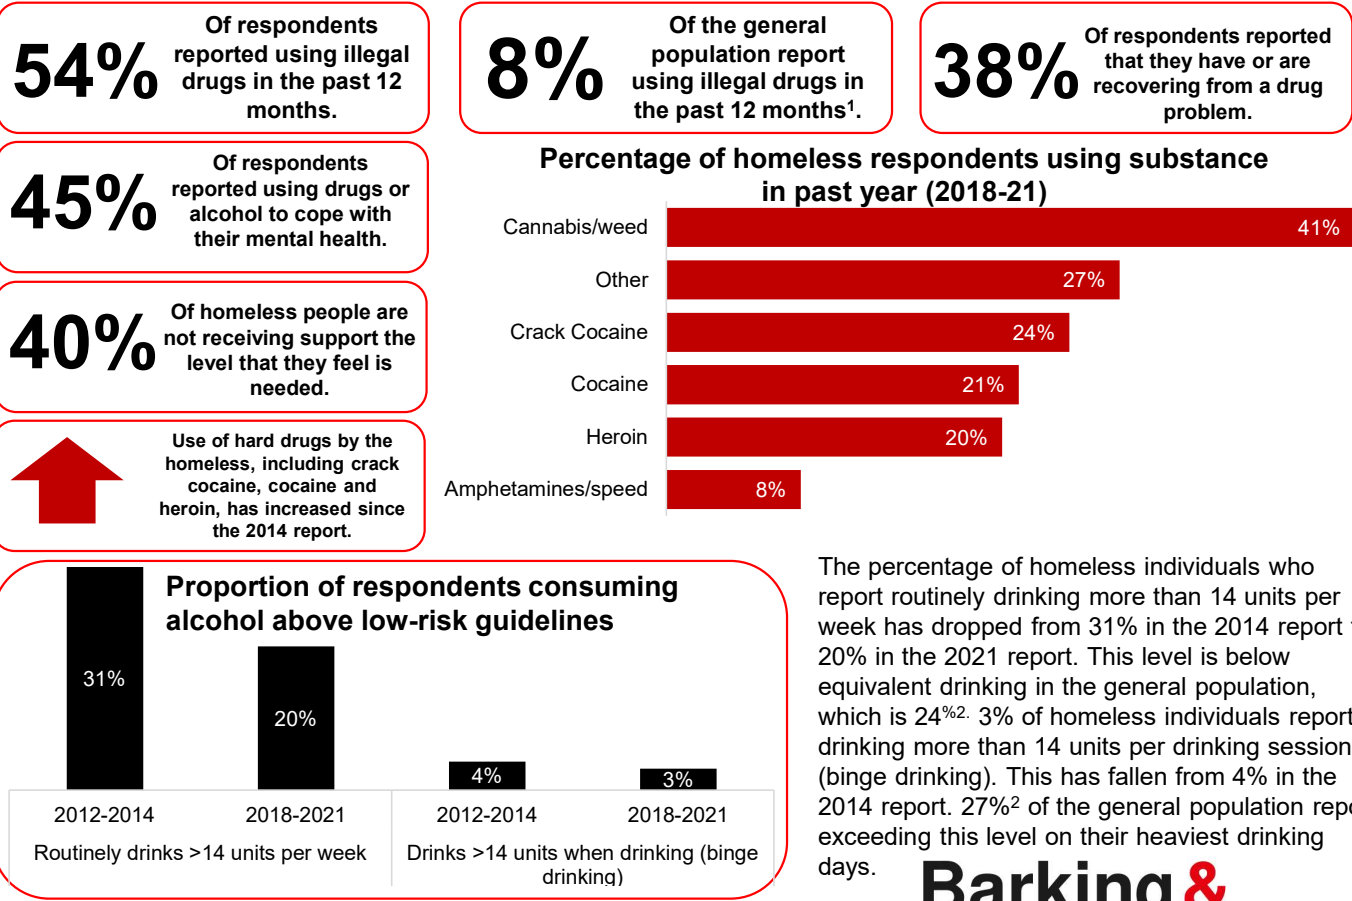 54%
Of respondents
reported using illegal
drugs in the past 12
months.
8%
Of the general
population report
using illegal drugs in
the past 12 months¹.
38%
Of respondents reported
that they have or are
recovering from a drug
problem.
45%
Of respondents
reported using drugs or
alcohol to cope with
their mental health.
40%
Of homeless people are
not receiving support the
level that they feel is
needed.
Use of hard drugs by the
homeless, including crack
cocaine, cocaine and
heroin, has increased since
the 2014 report.
Percentage of homeless respondents using substance
in past year (2018-21)
Cannabis/weed 41%
Other 27%
Crack Cocaine 24%
Cocaine 21%
Heroin 20%
Amphetamines/speed 8%
Proportion of respondents consuming
alcohol above low-risk guidelines
31%
20%
4%
3%
2012-2014 2018-2021 2012-2014 2018-2021
Routinely drinks >14 units per week
Drinks >14 units when drinking (binge
drinking)
The percentage of homeless individuals who
report routinely drinking more than 14 units per
week has dropped from 31% in the 2014 report
20% in the 2021 report. This level is below
equivalent drinking in the general population,
which is 24%². 3% of homeless individuals report
drinking more than 14 units per drinking session
(binge drinking). This has fallen from 4% in the
2014 report. 27%² of the general population
exceeding this level on their heaviest drinking
days.
Barking &